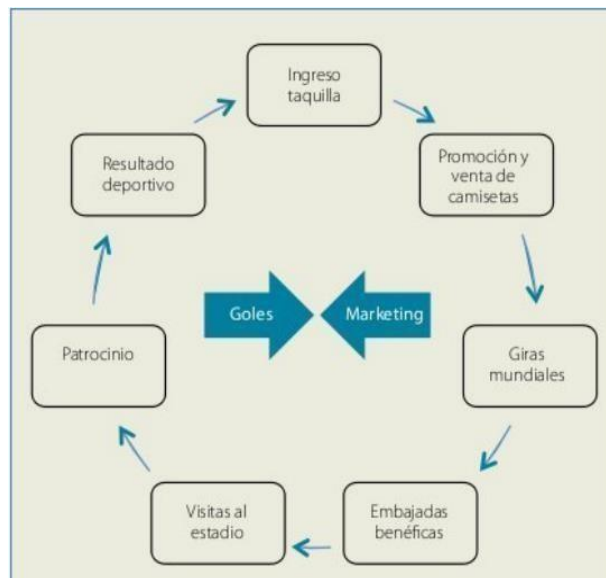 Ingreso
taquilla
Promoción y
venta de
camisetas
Giras
mundiales
Embajadas
benéficas
Visitas al
estadio
Patrocinio
Resultado
deportivo
Goles
Marketing